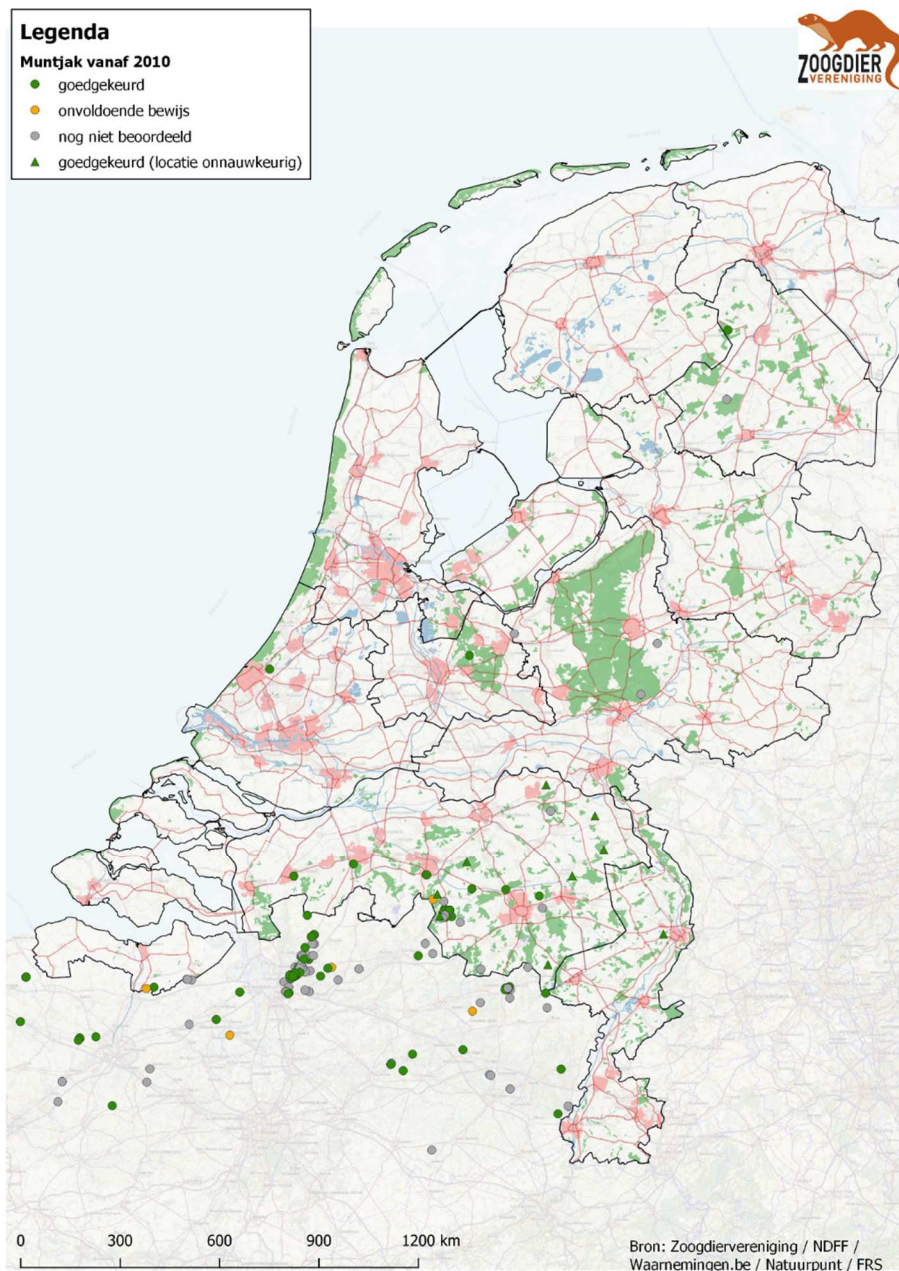 Legenda
Muntjak vanaf 2010
goedgekeurd
onvoldoende bewijs
nog niet beoordeeld
goedgekeurd (locatie onnauwkeurig)
ZOOGDIER
VERENIGING
0 300 600 900 1200 km
Bron: Zoogdiervereniging / NDFF /
Waarnemingen.be / Natuurpunt / FRS